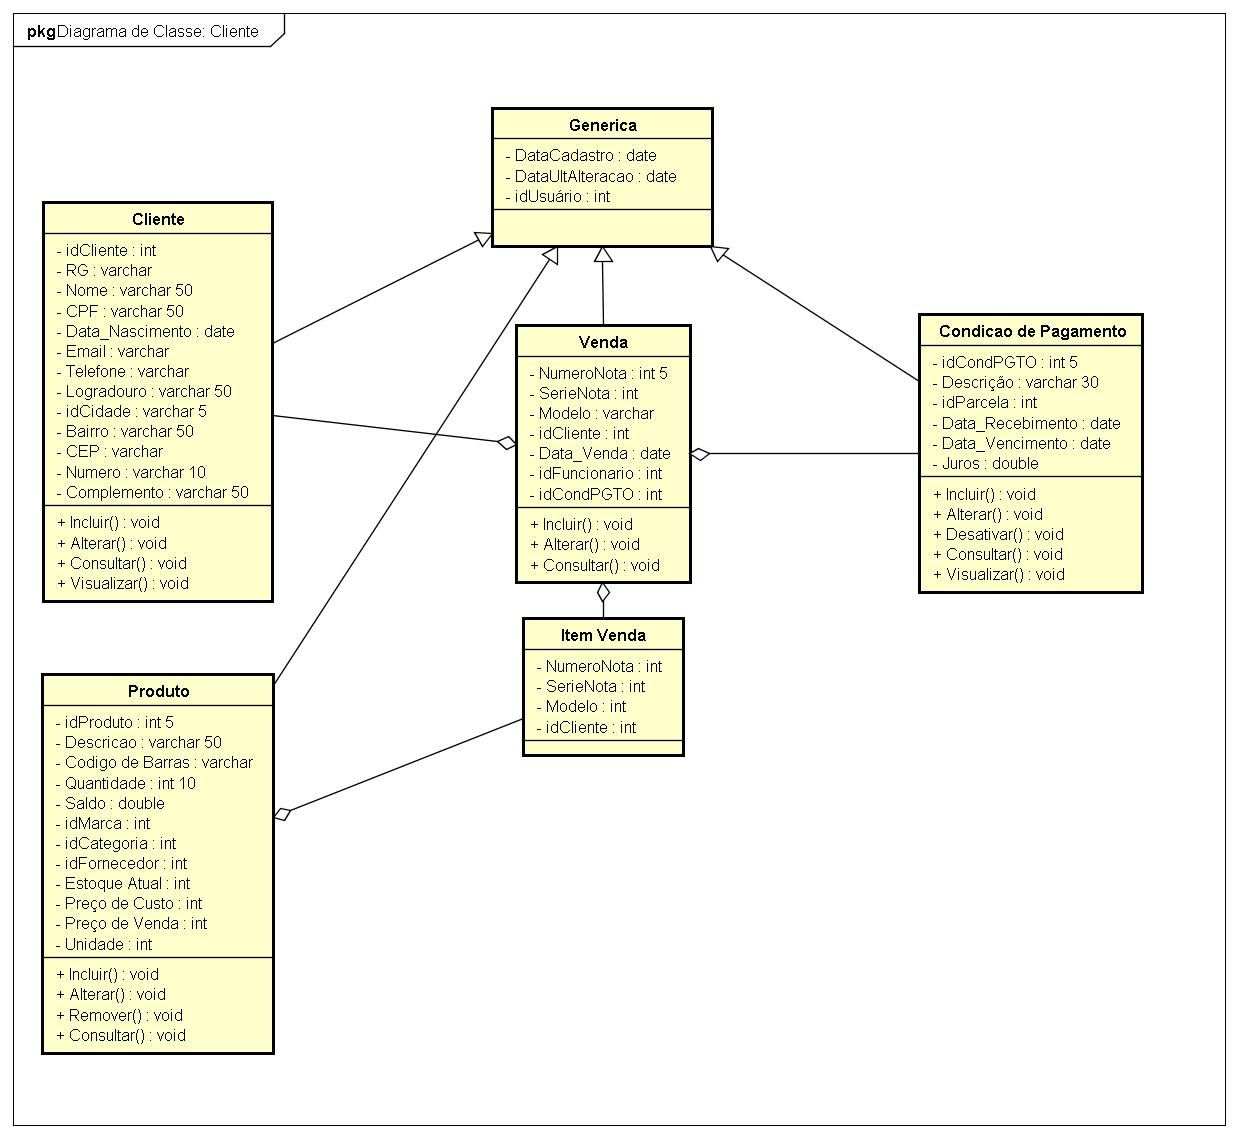 pkg Diagrama de Classe: Cliente
Generica
- DataCadastro : date
- DataUltAlteracao : date
- idUsuário : int
Cliente
- idCliente : int
- RG : varchar
- Nome : varchar 50
- CPF : varchar 50
- Data_Nascimento : date
- Email : varchar
- Telefone : varchar
- Logradouro : varchar 50
- idCidade : varchar 5
- Bairro : varchar 50
- CEP : varchar
- Numero : varchar 10
- Complemento : varchar 50
+ Incluir() : void
+ Alterar() : void
+ Consultar() : void
+ Visualizar() : void
Venda
- NumeroNota : int 5
- SerieNota : int
- Modelo : varchar
- idCliente : int
- Data_Venda : date
- idFuncionario : int
- idCondPGTO : int
+ Incluir() : void
+ Alterar() : void
+ Consultar() : void
Condicao de Pagamento
- idCondPGTO : int 5
- Descrição : varchar 30
- idParcela : int
- Data_Recebimento : date
- Data_Vencimento : date
- Juros : double
+ Incluir() : void
+ Alterar() : void
+ Desativar() : void
+ Consultar() : void
+ Visualizar() : void
Item Venda
- NumeroNota : int
- SerieNota : int
- Modelo : int
- idCliente : int
Produto
- idProduto : int 5
- Descricao : varchar 50
- Codigo de Barras : varchar
- Quantidade : int 10
- Saldo : double
- idMarca : int
- idCategoria : int
- idFornecedor : int
- Estoque Atual : int
- Preço de Custo : int
- Preço de Venda : int
- Unidade : int
+ Incluir() : void
+ Alterar() : void
+ Remover() : void
+ Consultar() : void